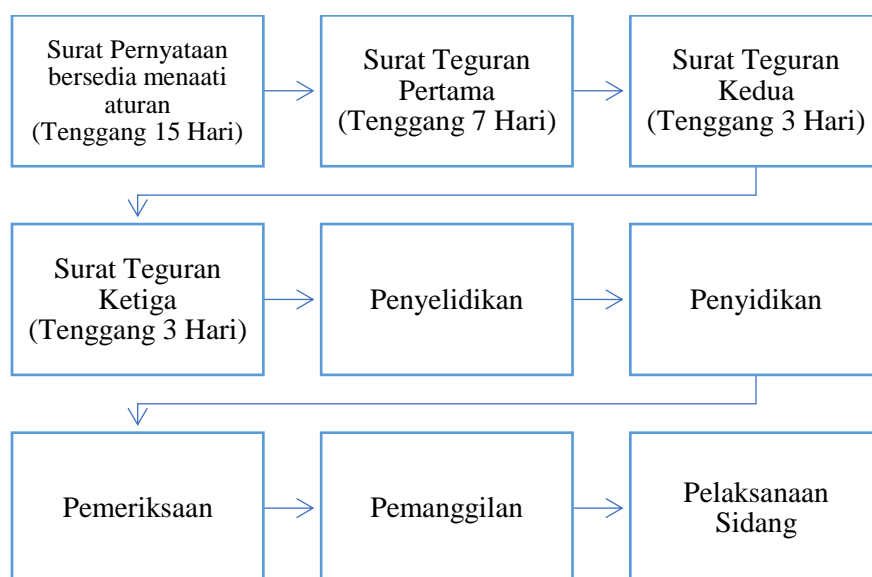 Surat Pernyataan
bersedia menaati
aturan
(Tenggang 15 Hari)
Surat Teguran
Pertama
(Tenggang 7 Hari)
Surat Teguran
Kedua
(Tenggang 3 Hari)
Surat Teguran
Ketiga
(Tenggang 3 Hari)
Penyelidikan
Penyidikan
Pemeriksaan
Pemanggilan
Pelaksanaan
Sidang